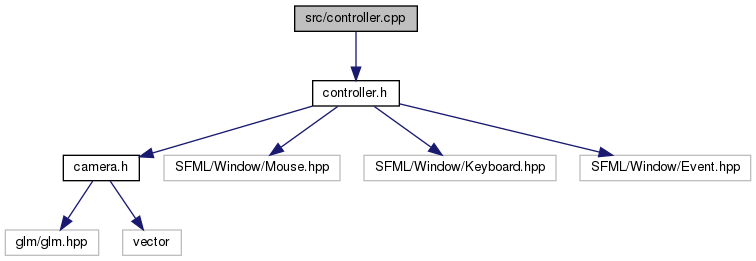 src/controller.cpp
controller.h
camera.h
SFML/Window/Mouse.hpp
SFML/Window/Keyboard.hpp
SFML/Window/Event.hpp
glm/glm.hpp
vector